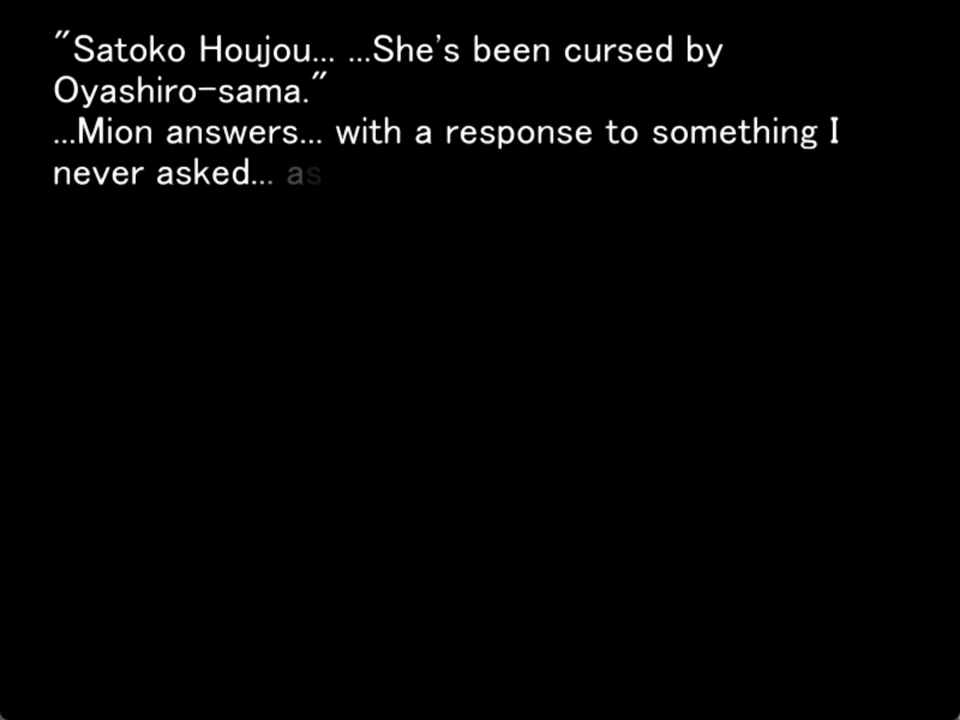 "Satoko Houjou... ...She's been cursed by
Oyashiro-sama."
...Mion answers... with a response to something I
never asked... as